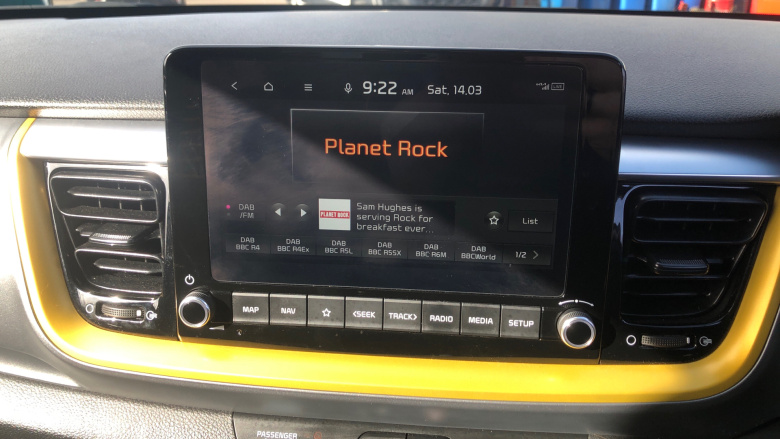 9:22 AM Sat, 14.03
Planet Rock
DAB
/FM
PLANET ROCK
Sam Hughes is
serving Rock for
breakfast ever...
List
DAB
BBC R4
DAB
BBC R4Ex
DAB
BBC R5L
DAB
BBC R5SX
DAB
BBC R6M
DAB
BBCWorld
1/2
MAP
NAV
<SEEK
TRACK>
RADIO
MEDIA
SETUP
PASSENGER